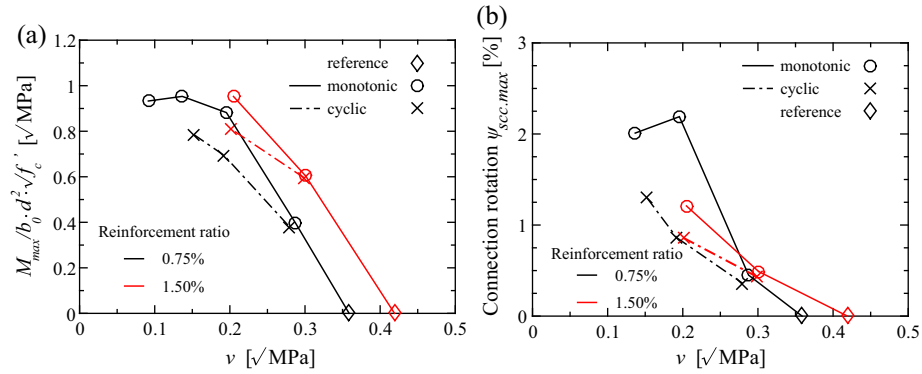 (a)
1.2
1
0.8
0.6
0.4
0.2
0
0 0.1 0.2 0.3 0.4 0.5
M_max/b_0·d^2·√f_c' [√MPa]
ν [√MPa]
reference
monotonic
cyclic
Reinforcement ratio
0.75%
1.50%
(b)
3
2
1
0
0 0.1 0.2 0.3 0.4 0.5
Connection rotation ψ_scc.max [%]
ν [√MPa]
monotonic
cyclic
reference
Reinforcement ratio
0.75%
1.50%